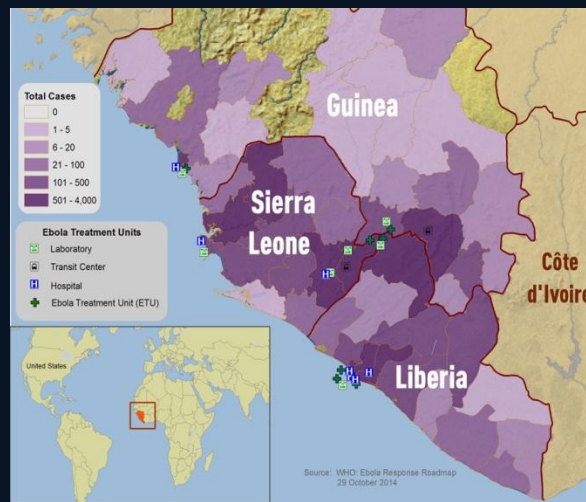 Total Cases
0
1 - 5
6 - 20
21 - 100
101 - 500
501 - 4,000
Ebola Treatment Units
Laboratory
Transit Center
H Hospital
Ebola Treatment Unit (ETU)
Guinea
Sierra
Leone
Côte
d'Ivoire
Liberia
H
H
H
H
H
H
United States
Africa
Source: WHO: Ebola Response Roadmap
29 October 2014